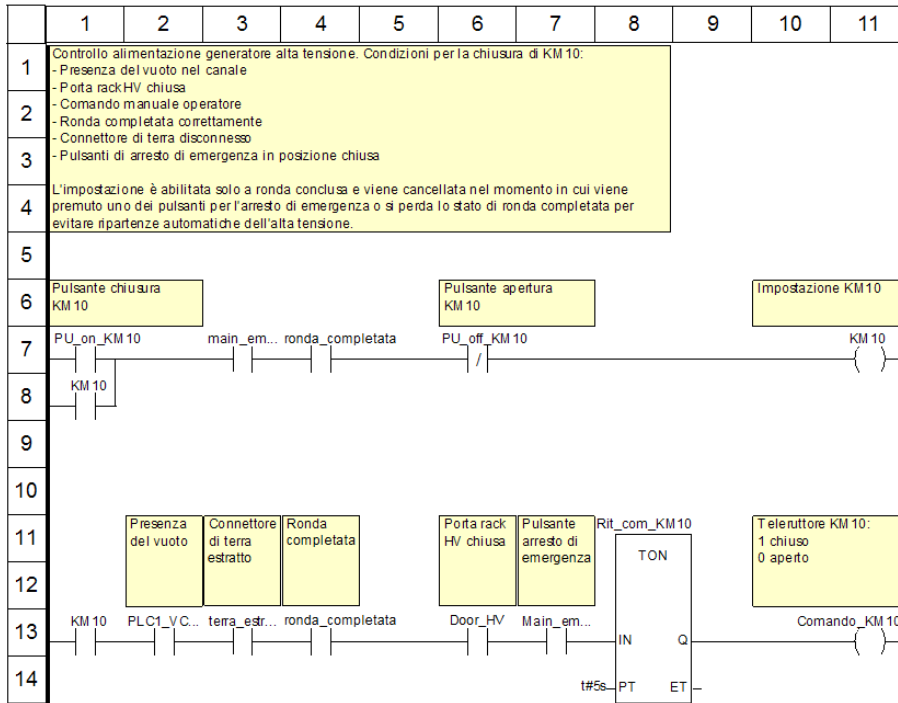 1 2 3 4 5 6 7 8 9 10 11
1
2
3
4
5
6
7
8
9
10
11
12
13
14
Controllo alimentazione generatore alta tensione. Condizioni per la chiusura di KM10:
- Presenza del vuoto nel canale
- Porta rack HV chiusa
- Comando manuale operatore
- Ronda completata correttamente
- Connettore di terra disconnesso
- Pulsanti di arresto di emergenza in posizione chiusa
L'impostazione è abilitata solo a ronda conclusa e viene cancellata nel momento in cui viene
premuto uno dei pulsanti per l'arresto di emergenza o si perda lo stato di ronda completata per
evitare ripartenze automatiche dell'alta tensione.
Pulsante chiusura
KM10
Pulsante apertura
KM10
Impostazione KM10
PU_on_KM10 main_em... ronda_completata PU_off_KM10 KM10
/
KM10
Presenza
del vuoto
Connettore
di terra
estratto
Ronda
completata
Porta rack
HV chiusa
Pulsante
arresto di
emergenza
Rit_com_KM10
TON
Teleruttore KM10:
1 chiuso
0 aperto
KM10 PLC1_VC... terra_estr... ronda_completata Door_HV Main_em... Comando_KM10
IN Q
t#5s PT ET